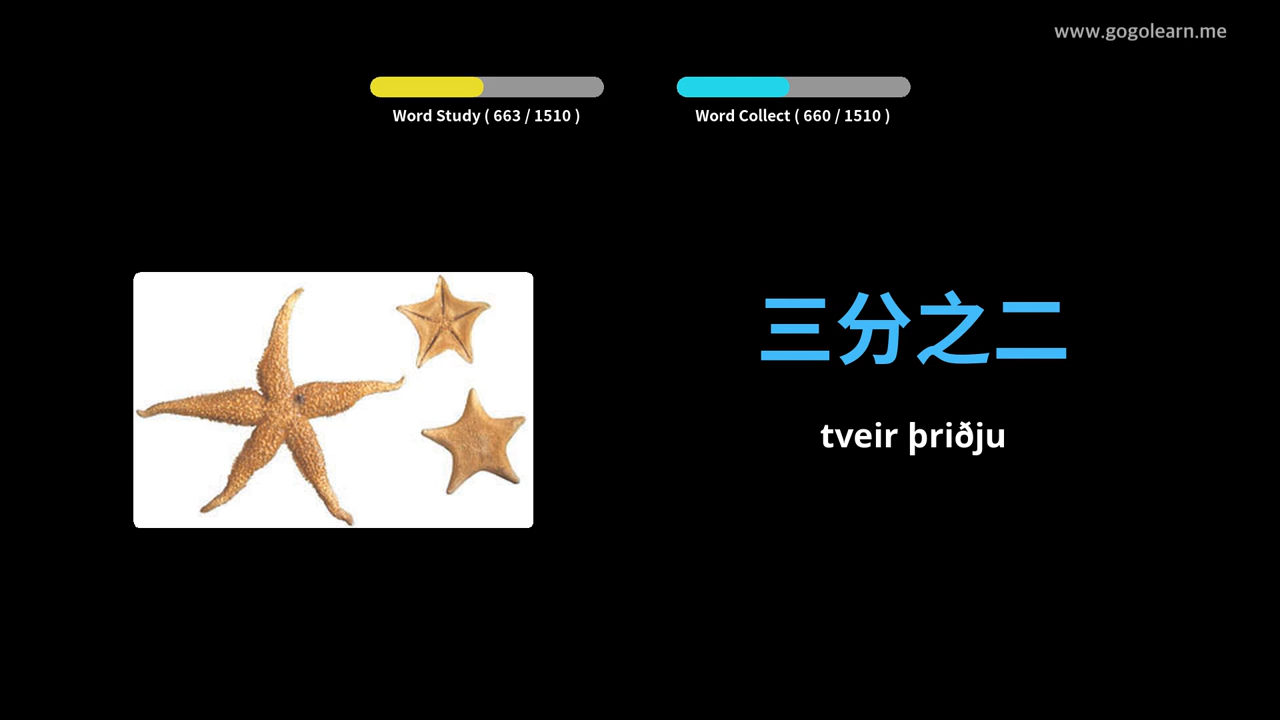 www.gogolearn.me
Word Study ( 663 / 1510 )
Word Collect ( 660 / 1510 )
三分之二
tveir þriðju